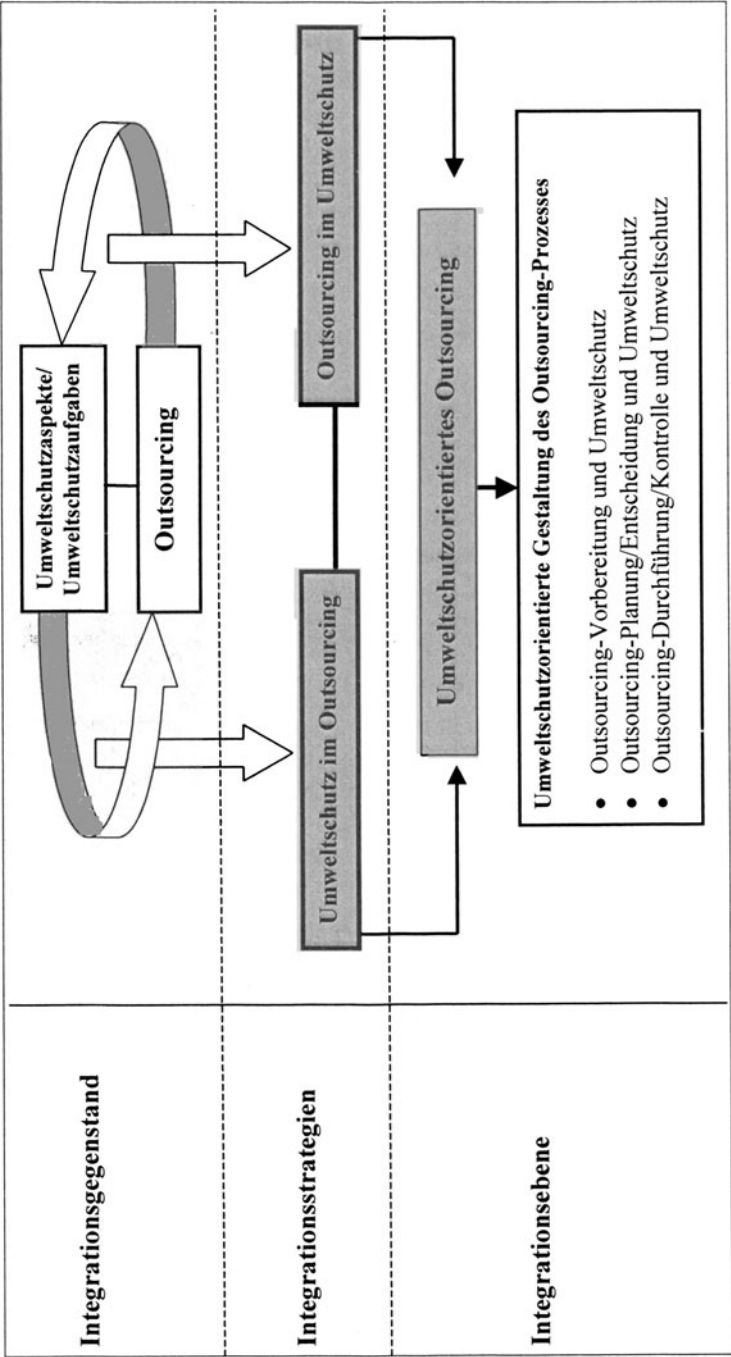 Integrationsgegenstand
Umweltschutzaspekte/
Umweltschutzaufgaben
Outsourcing
Integrationsstrategien
Umweltschutz im Outsourcing
Outsourcing im Umweltschutz
Integrationsebene
Umweltschutzorientiertes Outsourcing
Umweltschutzorientierte Gestaltung des Outsourcing-Prozesses
• Outsourcing-Vorbereitung und Umweltschutz
• Outsourcing-Planung/Entscheidung und Umweltschutz
• Outsourcing-Durchführung/Kontrolle und Umweltschutz